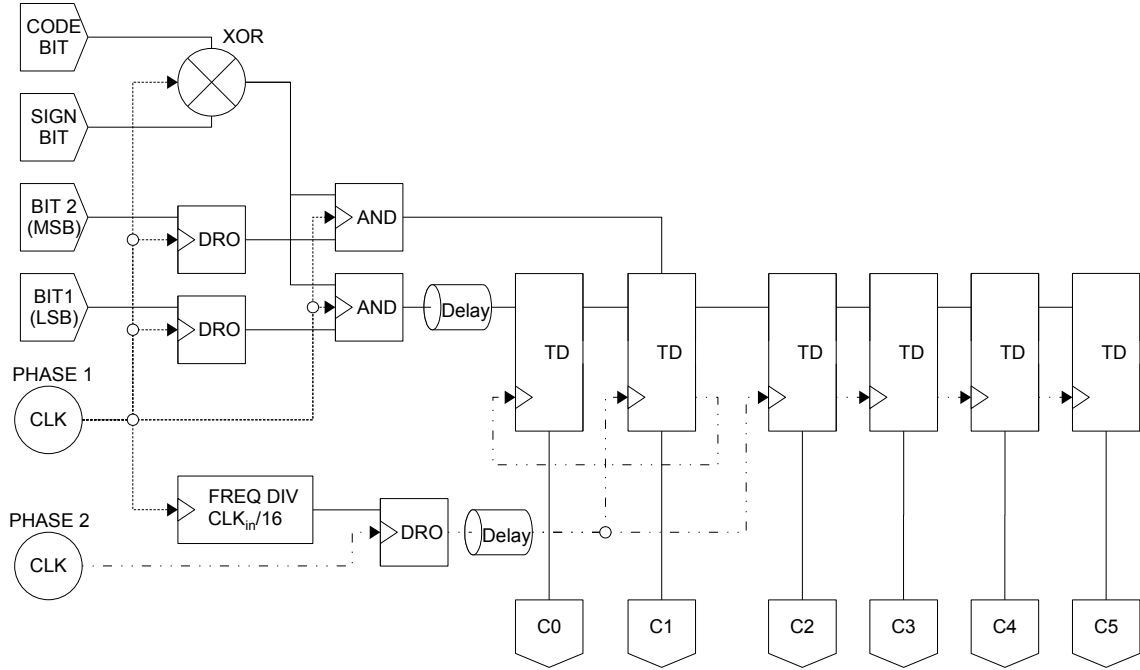 CODE
BIT
XOR
SIGN
BIT
BIT 2
(MSB)
DRO
AND
BIT1
(LSB)
DRO
AND
Delay
TD
TD
TD
TD
TD
TD
PHASE 1
CLK
FREQ DIV
CLKin/16
PHASE 2
CLK
DRO
Delay
C0
C1
C2
C3
C4
C5